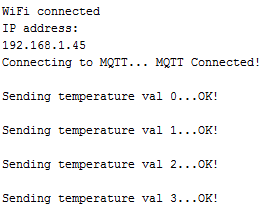 WiFi connected
IP address:
192.168.1.45
Connecting to MQTT... MQTT Connected!
Sending temperature val 0...OK!
Sending temperature val 1...OK!
Sending temperature val 2...OK!
Sending temperature val 3...OK!